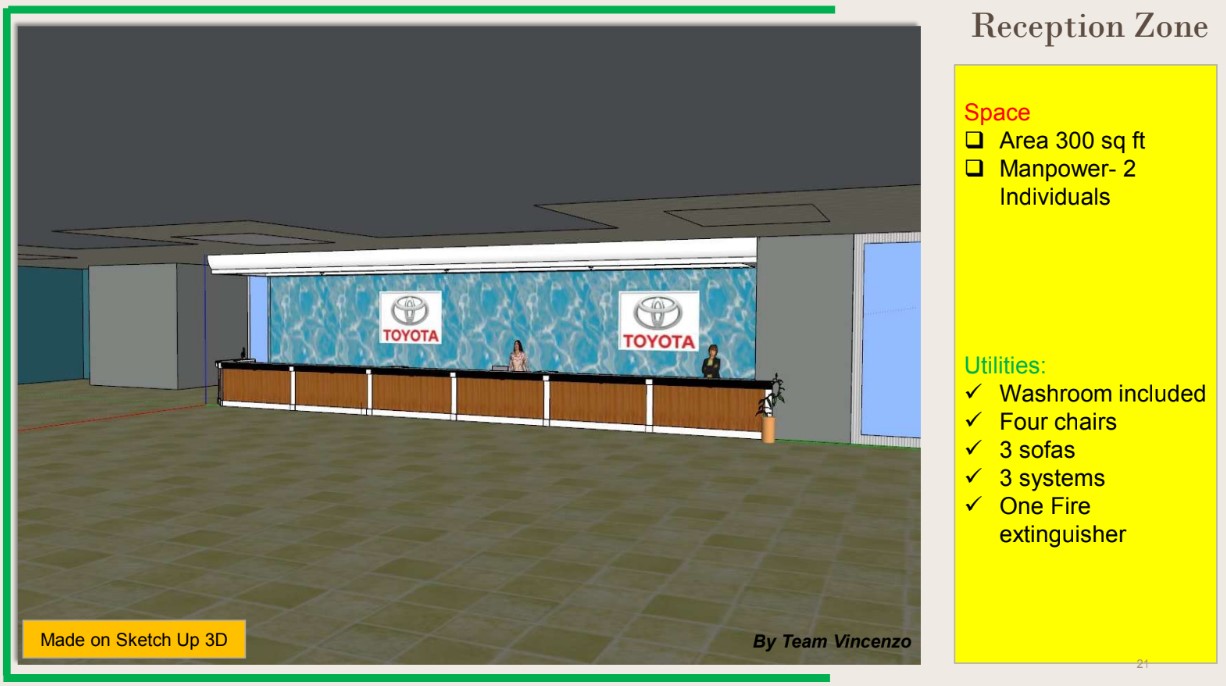 Reception Zone
Space
❑ Area 300 sq ft
❑ Manpower- 2
Individuals
Utilities:
✓ Washroom included
✓ Four chairs
✓ 3 sofas
✓ 3 systems
✓ One Fire
extinguisher
TOYOTA
TOYOTA
Made on Sketch Up 3D
By Team Vincenzo
21